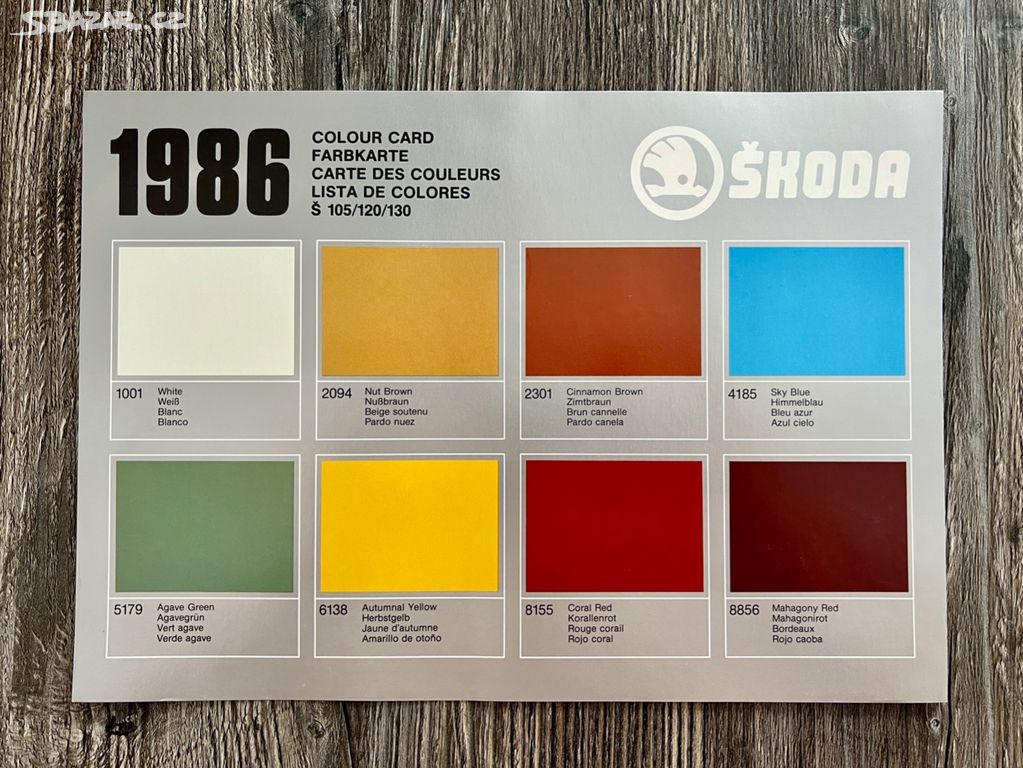 SBAZAR.CZ
1986
COLOUR CARD
FARBKARTE
CARTE DES COULEURS
LISTA DE COLORES
Š 105/120/130
ŠKODA
1001
White
Weiß
Blanc
Blanco
2094
Nut Brown
Nußbraun
Beige soutenu
Pardo nuez
2301
Cinnamon Brown
Zimtbraun
Brun cannelle
Pardo canela
4185
Sky Blue
Himmelblau
Bleu azur
Azul cielo
5179
Agave Green
Agavegrün
Vert agave
Verde agave
6138
Autumnal Yellow
Herbstgelb
Jaune d'autumne
Amarillo de otoño
8155
Coral Red
Korallenrot
Rouge corail
Rojo coral
8856
Mahagony Red
Mahagonirot
Bordeaux
Rojo caoba